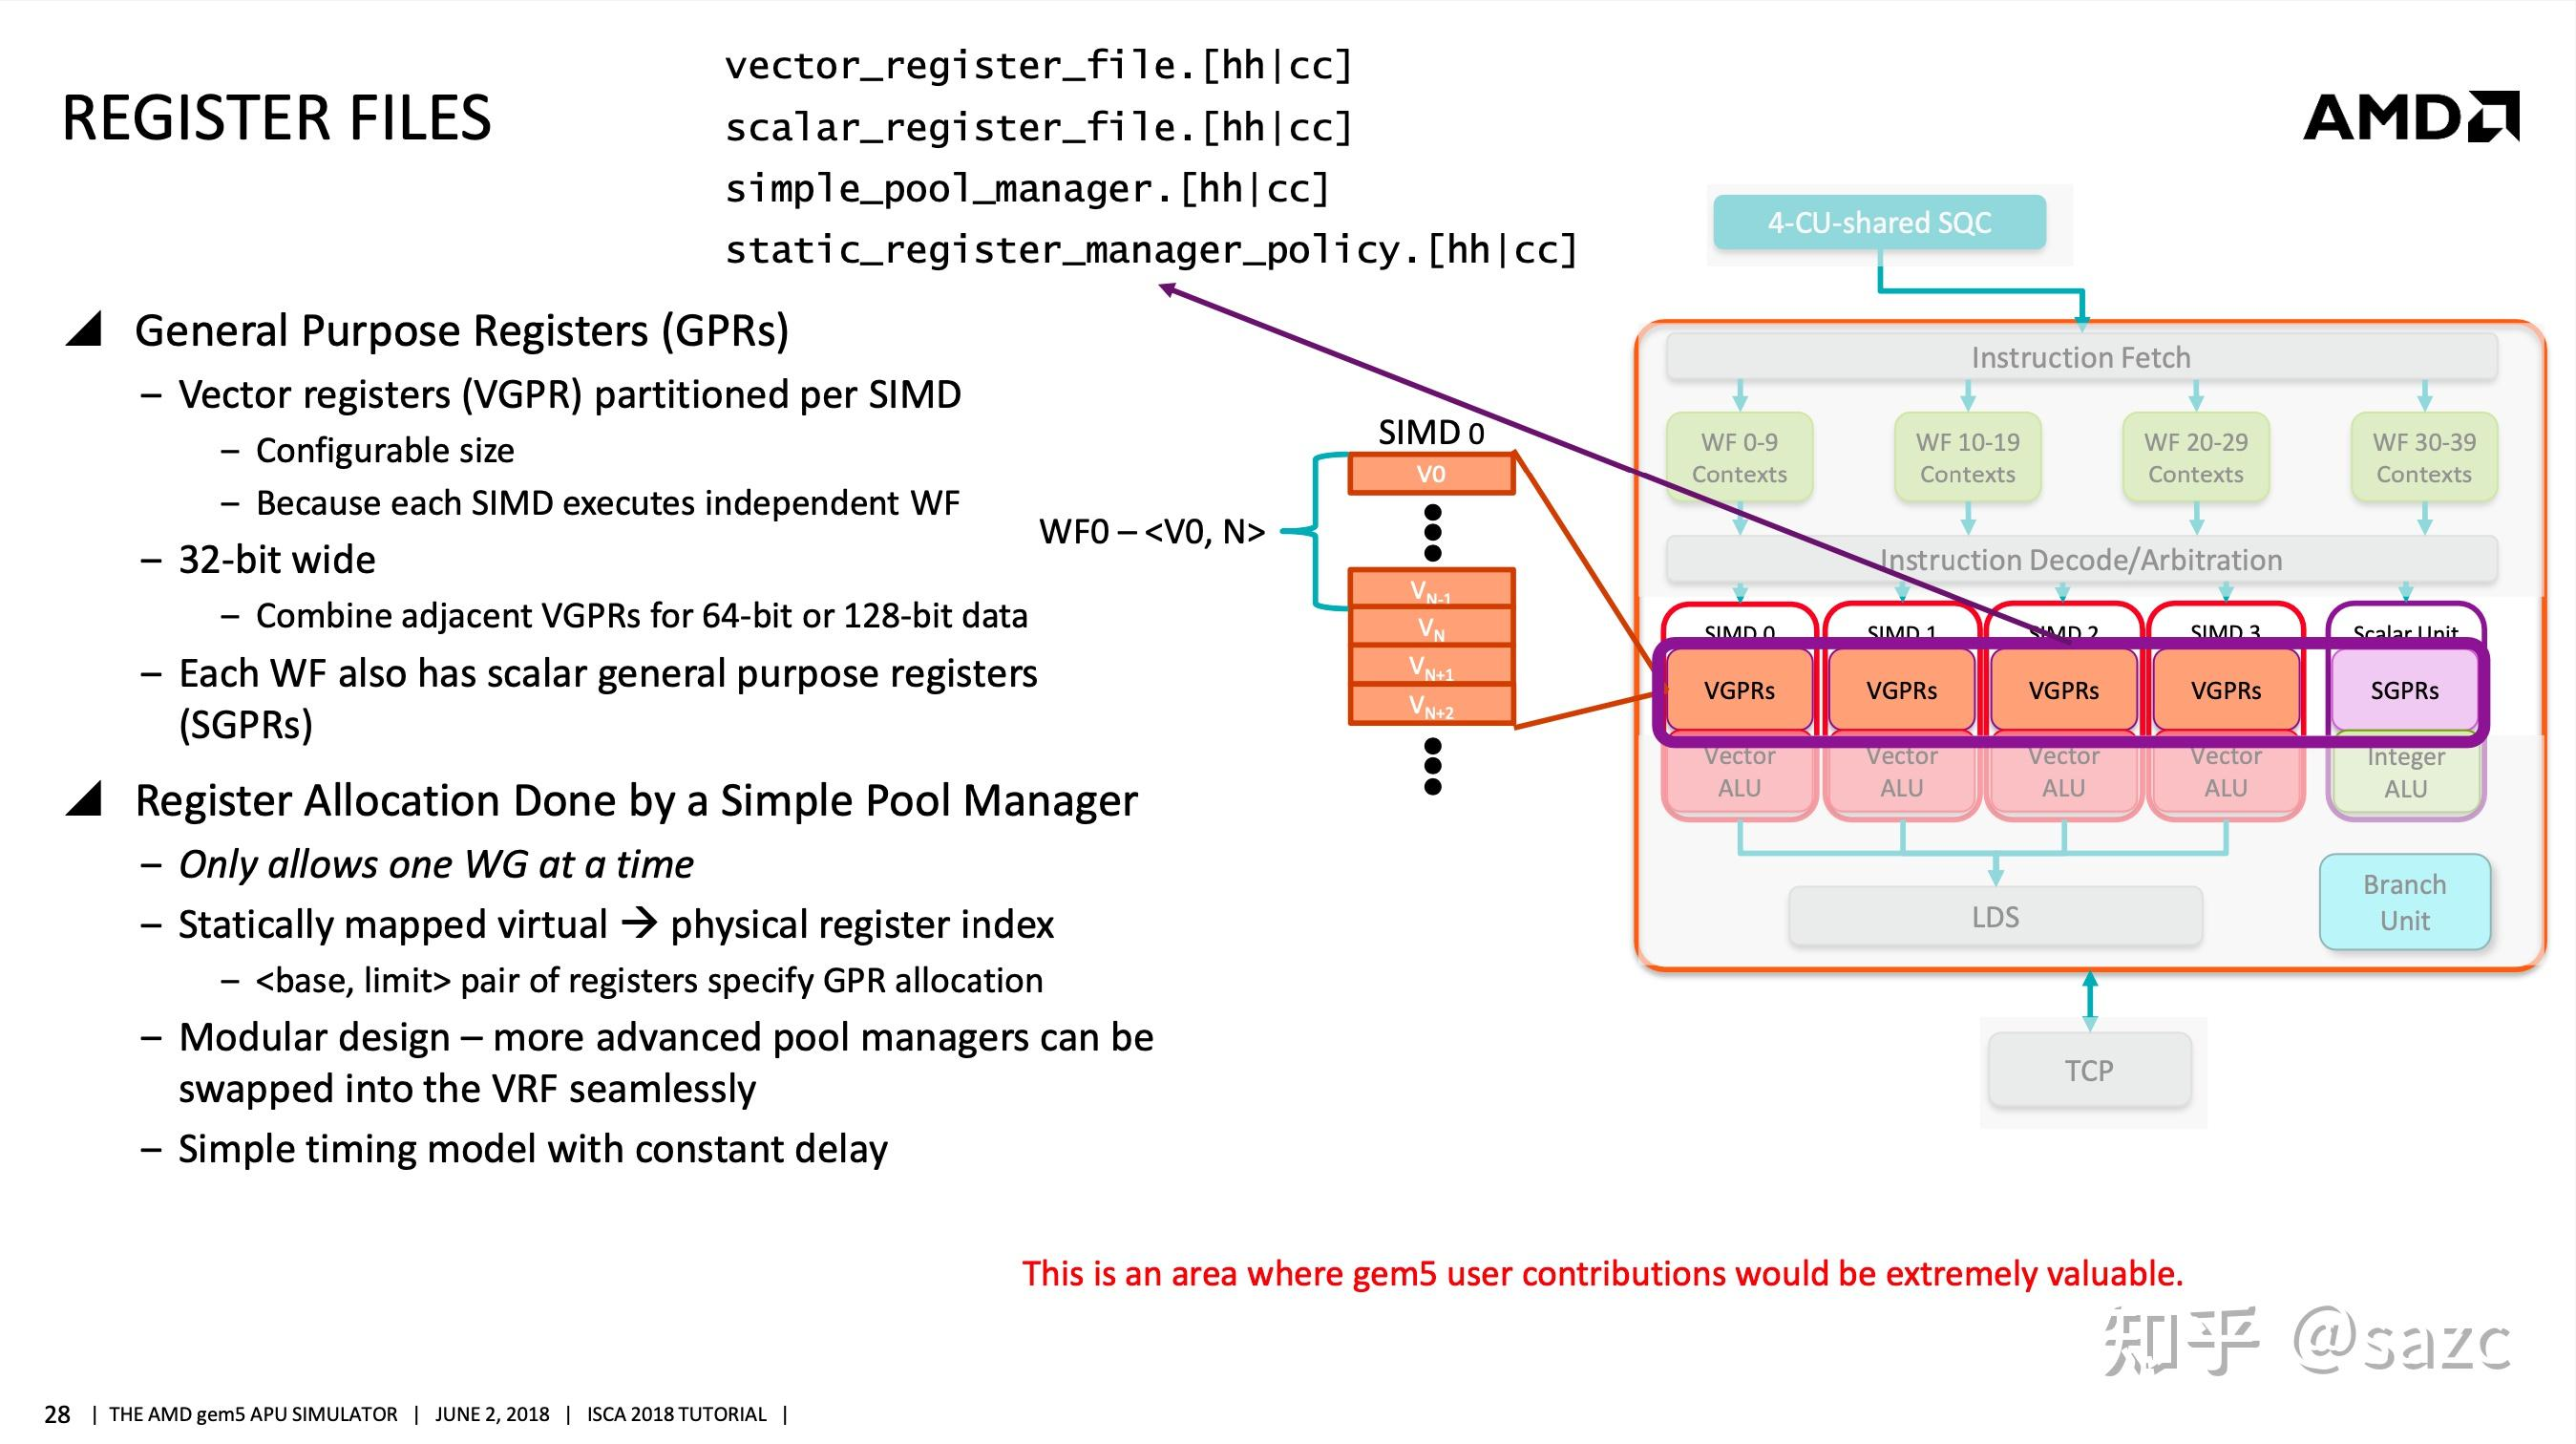 REGISTER FILES
vector_register_file.[hh|cc]
scalar_register_file.[hh|cc]
simple_pool_manager.[hh|cc]
static_register_manager_policy.[hh|cc]
AMD
General Purpose Registers (GPRs)
– Vector registers (VGPR) partitioned per SIMD
– Configurable size
– Because each SIMD executes independent WF
– 32-bit wide
– Combine adjacent VGPRs for 64-bit or 128-bit data
– Each WF also has scalar general purpose registers
(SGPRs)
Register Allocation Done by a Simple Pool Manager
– Only allows one WG at a time
– Statically mapped virtual → physical register index
– <base, limit> pair of registers specify GPR allocation
– Modular design – more advanced pool managers can be
swapped into the VRF seamlessly
– Simple timing model with constant delay
SIMD 0
V0
WF0 – <V0, N>
VN-1
VN
VN+1
VN+2
4-CU-shared SQC
Instruction Fetch
WF 0-9
Contexts
WF 10-19
Contexts
WF 20-29
Contexts
WF 30-39
Contexts
Instruction Decode/Arbitration
SIMD 0
SIMD 1
SIMD 2
SIMD 3
Scalar Unit
VGPRs
VGPRs
VGPRs
VGPRs
SGPRs
Vector
ALU
Vector
ALU
Vector
ALU
Vector
ALU
Integer
ALU
LDS
Branch
Unit
TCP
This is an area where gem5 user contributions would be extremely valuable.
知乎 @sazc
28 | THE AMD gem5 APU SIMULATOR | JUNE 2, 2018 | ISCA 2018 TUTORIAL |